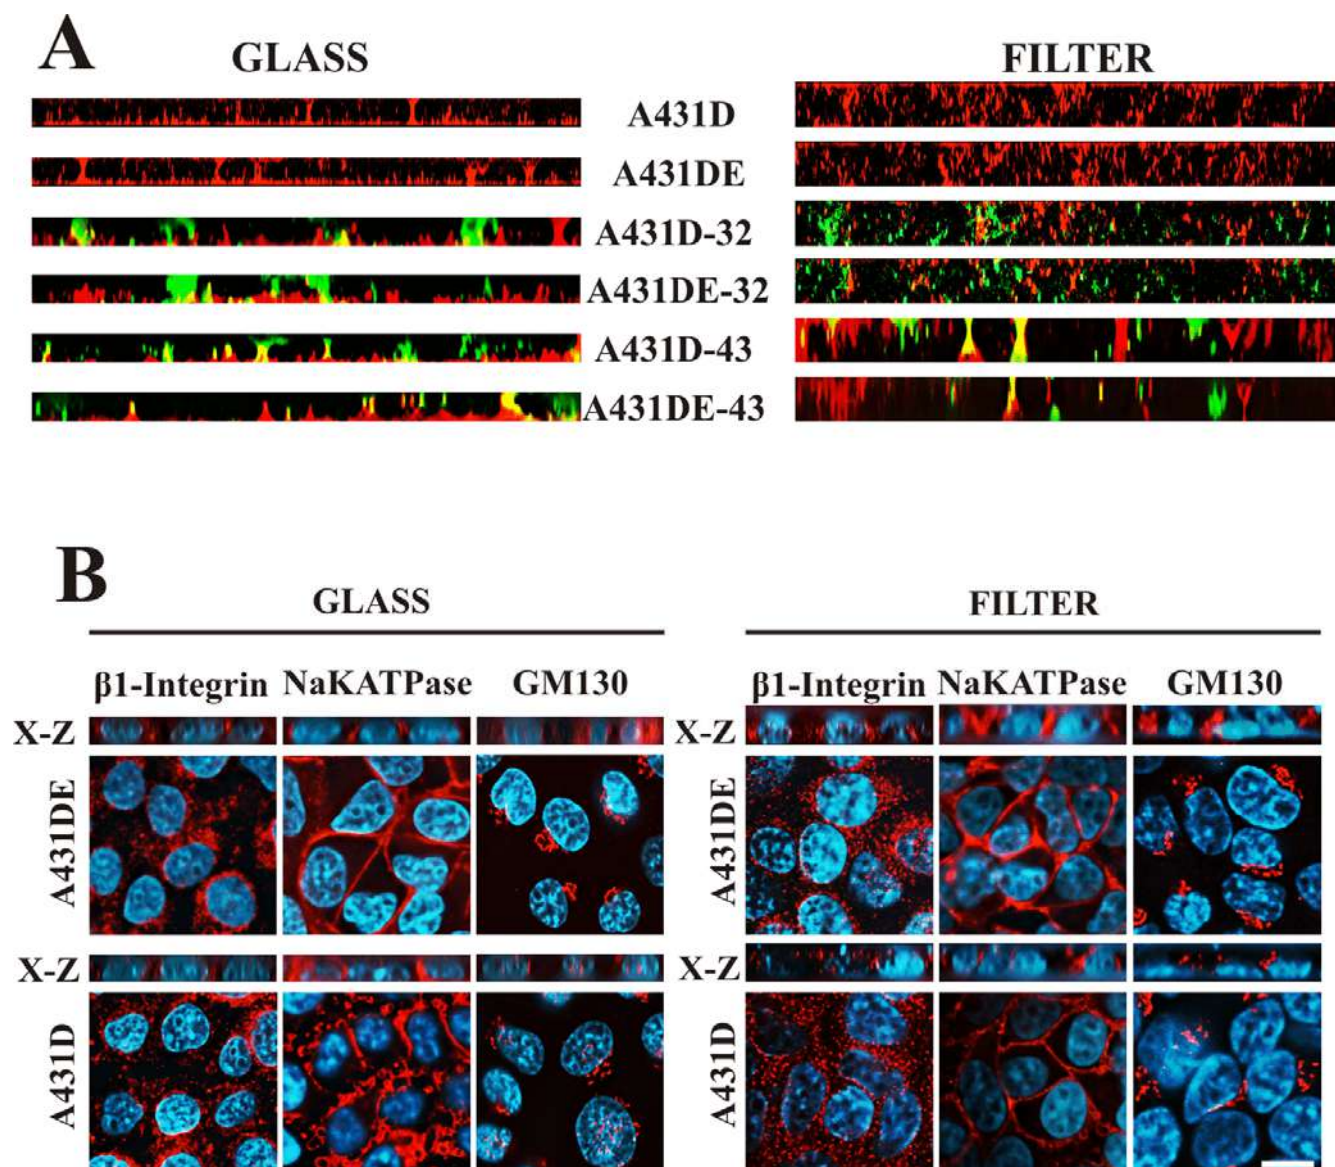 A
GLASS
FILTER
A431D
A431DE
A431D-32
A431DE-32
A431D-43
A431DE-43
B
GLASS
FILTER
β1-Integrin NaKATPase GM130
β1-Integrin NaKATPase GM130
X-Z
X-Z
A431DE
A431DE
X-Z
X-Z
A431D
A431D